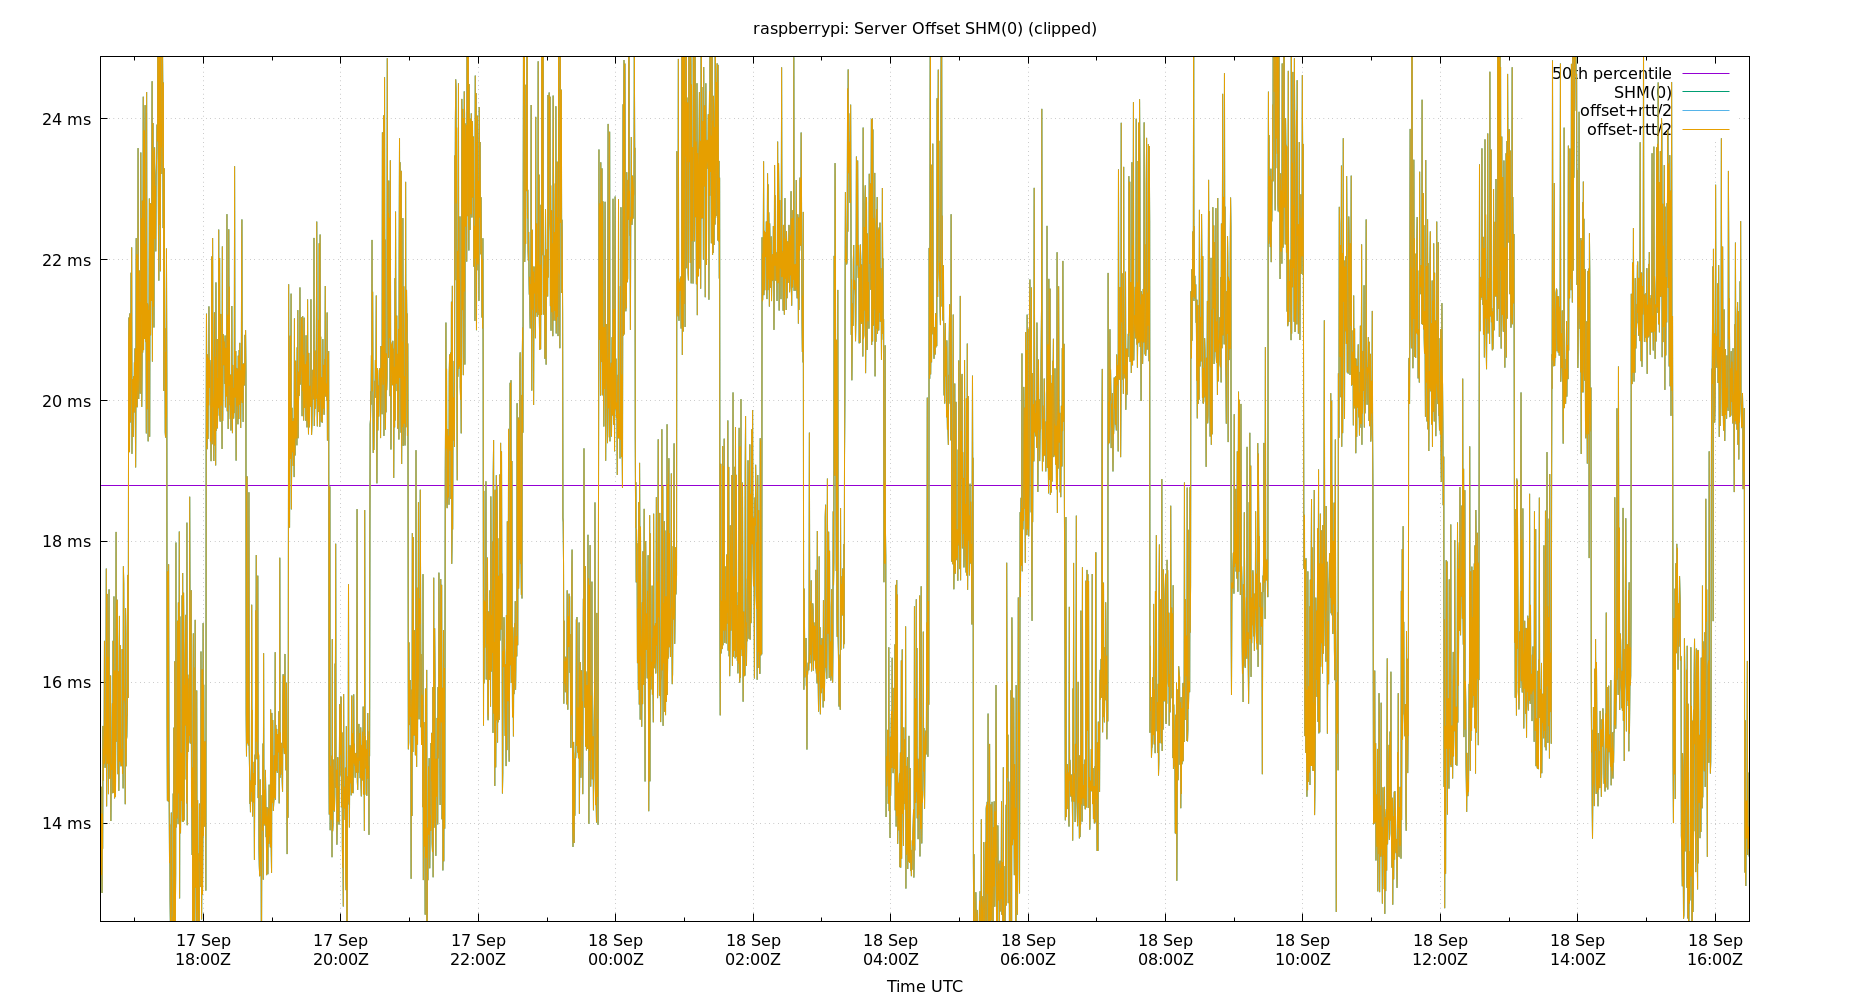 raspberrypi: Server Offset SHM(0) (clipped)
50th percentile
SHM(0)
offset+rtt/2
offset-rtt/2
24 ms
22 ms
20 ms
18 ms
16 ms
14 ms
17 Sep 17 Sep 17 Sep 18 Sep 18 Sep 18 Sep 18 Sep 18 Sep 18 Sep 18 Sep 18 Sep 18 Sep
18:00Z 20:00Z 22:00Z 00:00Z 02:00Z 04:00Z 06:00Z 08:00Z 10:00Z 12:00Z 14:00Z 16:00Z
Time UTC